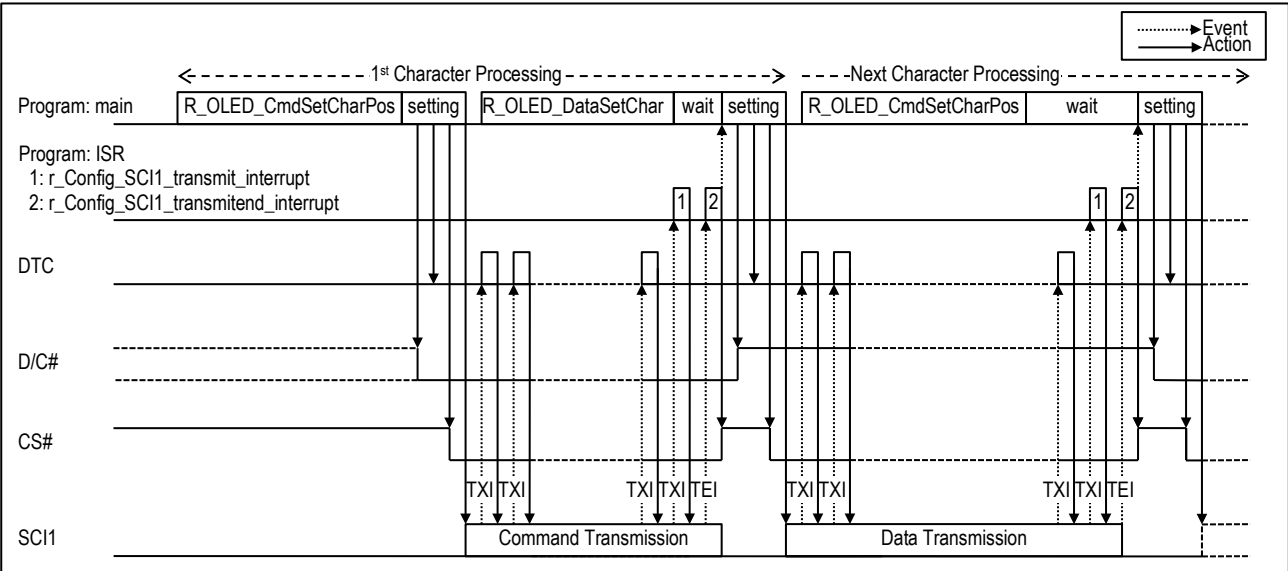 Event
Action
1st Character Processing
Next Character Processing
Program: main
R_OLED_CmdSetCharPos setting R_OLED_DataSetChar wait setting R_OLED_CmdSetCharPos wait setting
Program: ISR
1: r_Config_SCI1_transmit_interrupt
2: r_Config_SCI1_transmitend_interrupt
1 2 1 2
DTC
D/C#
CS#
TXI TXI TXI TXI TEI TXI TXI TXI TXI TEI
SCI1
Command Transmission Data Transmission